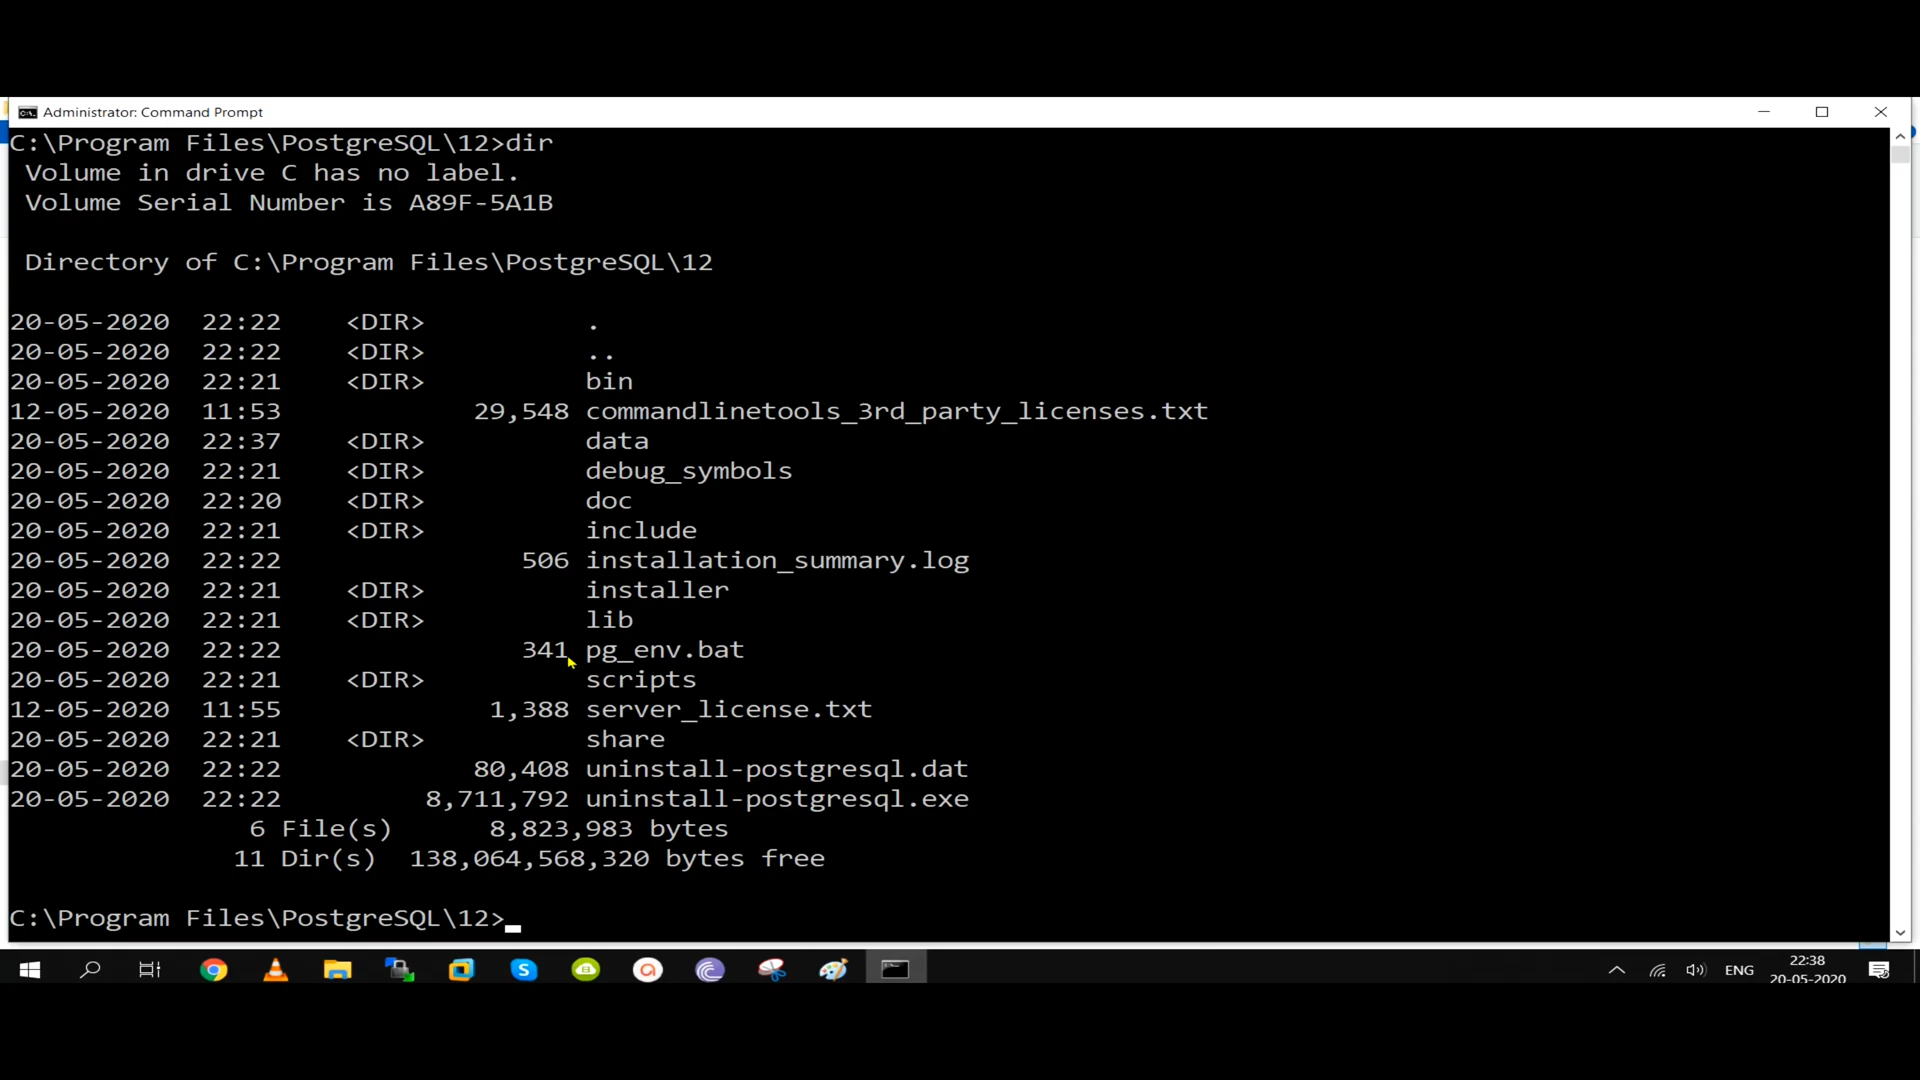 Administrator: Command Prompt
C:\Program Files\PostgreSQL\12>dir
Volume in drive C has no label.
Volume Serial Number is A89F-5A1B
Directory of C:\Program Files\PostgreSQL\12
20-05-2020 22:22 <DIR> .
20-05-2020 22:22 <DIR> ..
20-05-2020 22:21 <DIR> bin
12-05-2020 11:53 29,548 commandlinetools_3rd_party_licenses.txt
20-05-2020 22:37 <DIR> data
20-05-2020 22:21 <DIR> debug_symbols
20-05-2020 22:20 <DIR> doc
20-05-2020 22:21 <DIR> include
20-05-2020 22:22 506 installation_summary.log
20-05-2020 22:21 <DIR> installer
20-05-2020 22:21 <DIR> lib
20-05-2020 22:22 341 pg_env.bat
20-05-2020 22:21 <DIR> scripts
12-05-2020 11:55 1,388 server_license.txt
20-05-2020 22:21 <DIR> share
20-05-2020 22:22 80,408 uninstall-postgresql.dat
20-05-2020 22:22 8,711,792 uninstall-postgresql.exe
6 File(s) 8,823,983 bytes
11 Dir(s) 138,064,568,320 bytes free
C:\Program Files\PostgreSQL\12>
ENG
22:38
20-05-2020